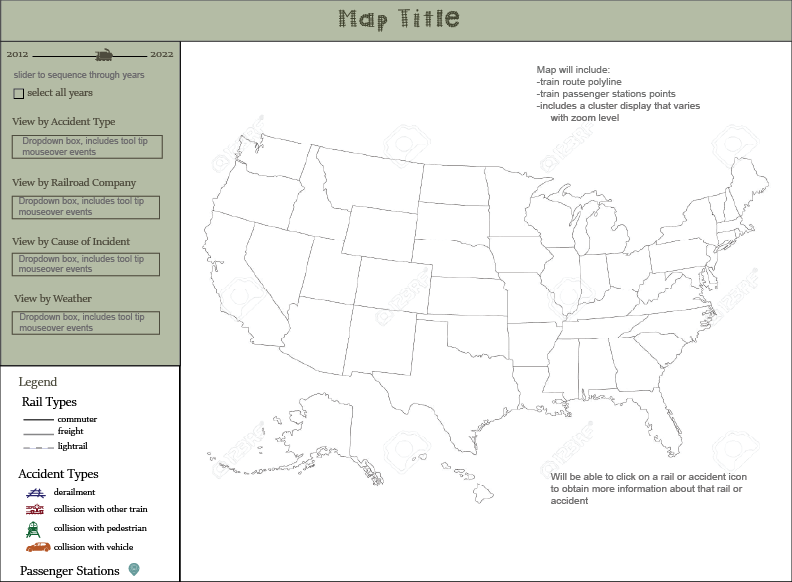 Map Title
2012 2022
slider to sequence through years
select all years
View by Accident Type
Dropdown box, includes tool tip
mouseover events
View by Railroad Company
Dropdown box, includes tool tip
mouseover events
View by Cause of Incident
Dropdown box, includes tool tip
mouseover events
View by Weather
Dropdown box, includes tool tip
mouseover events
Legend
Rail Types
commuter
freight
lightrail
Accident Types
derailment
collision with other train
collision with pedestrian
collision with vehicle
Passenger Stations
Map will include:
-train route polyline
-train passenger stations points
-includes a cluster display that varies
with zoom level
Will be able to click on a rail or accident icon
to obtain more information about that rail or
accident